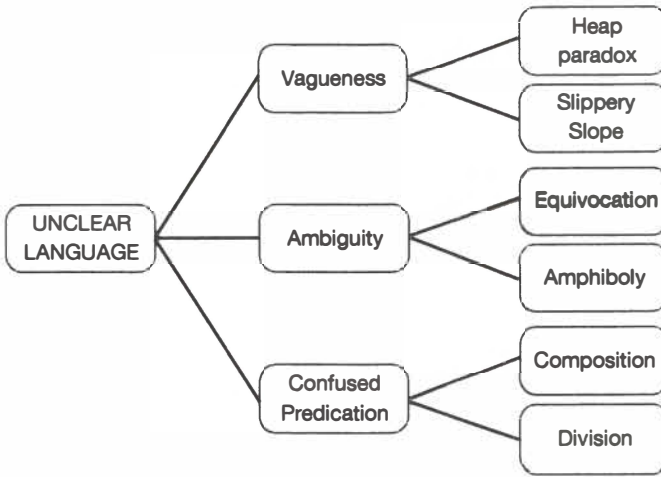 Heap
paradox
Vagueness
Slippery
Slope
UNCLEAR
LANGUAGE
Ambiguity
Equivocation
Amphiboly
Confused
Predication
Composition
Division